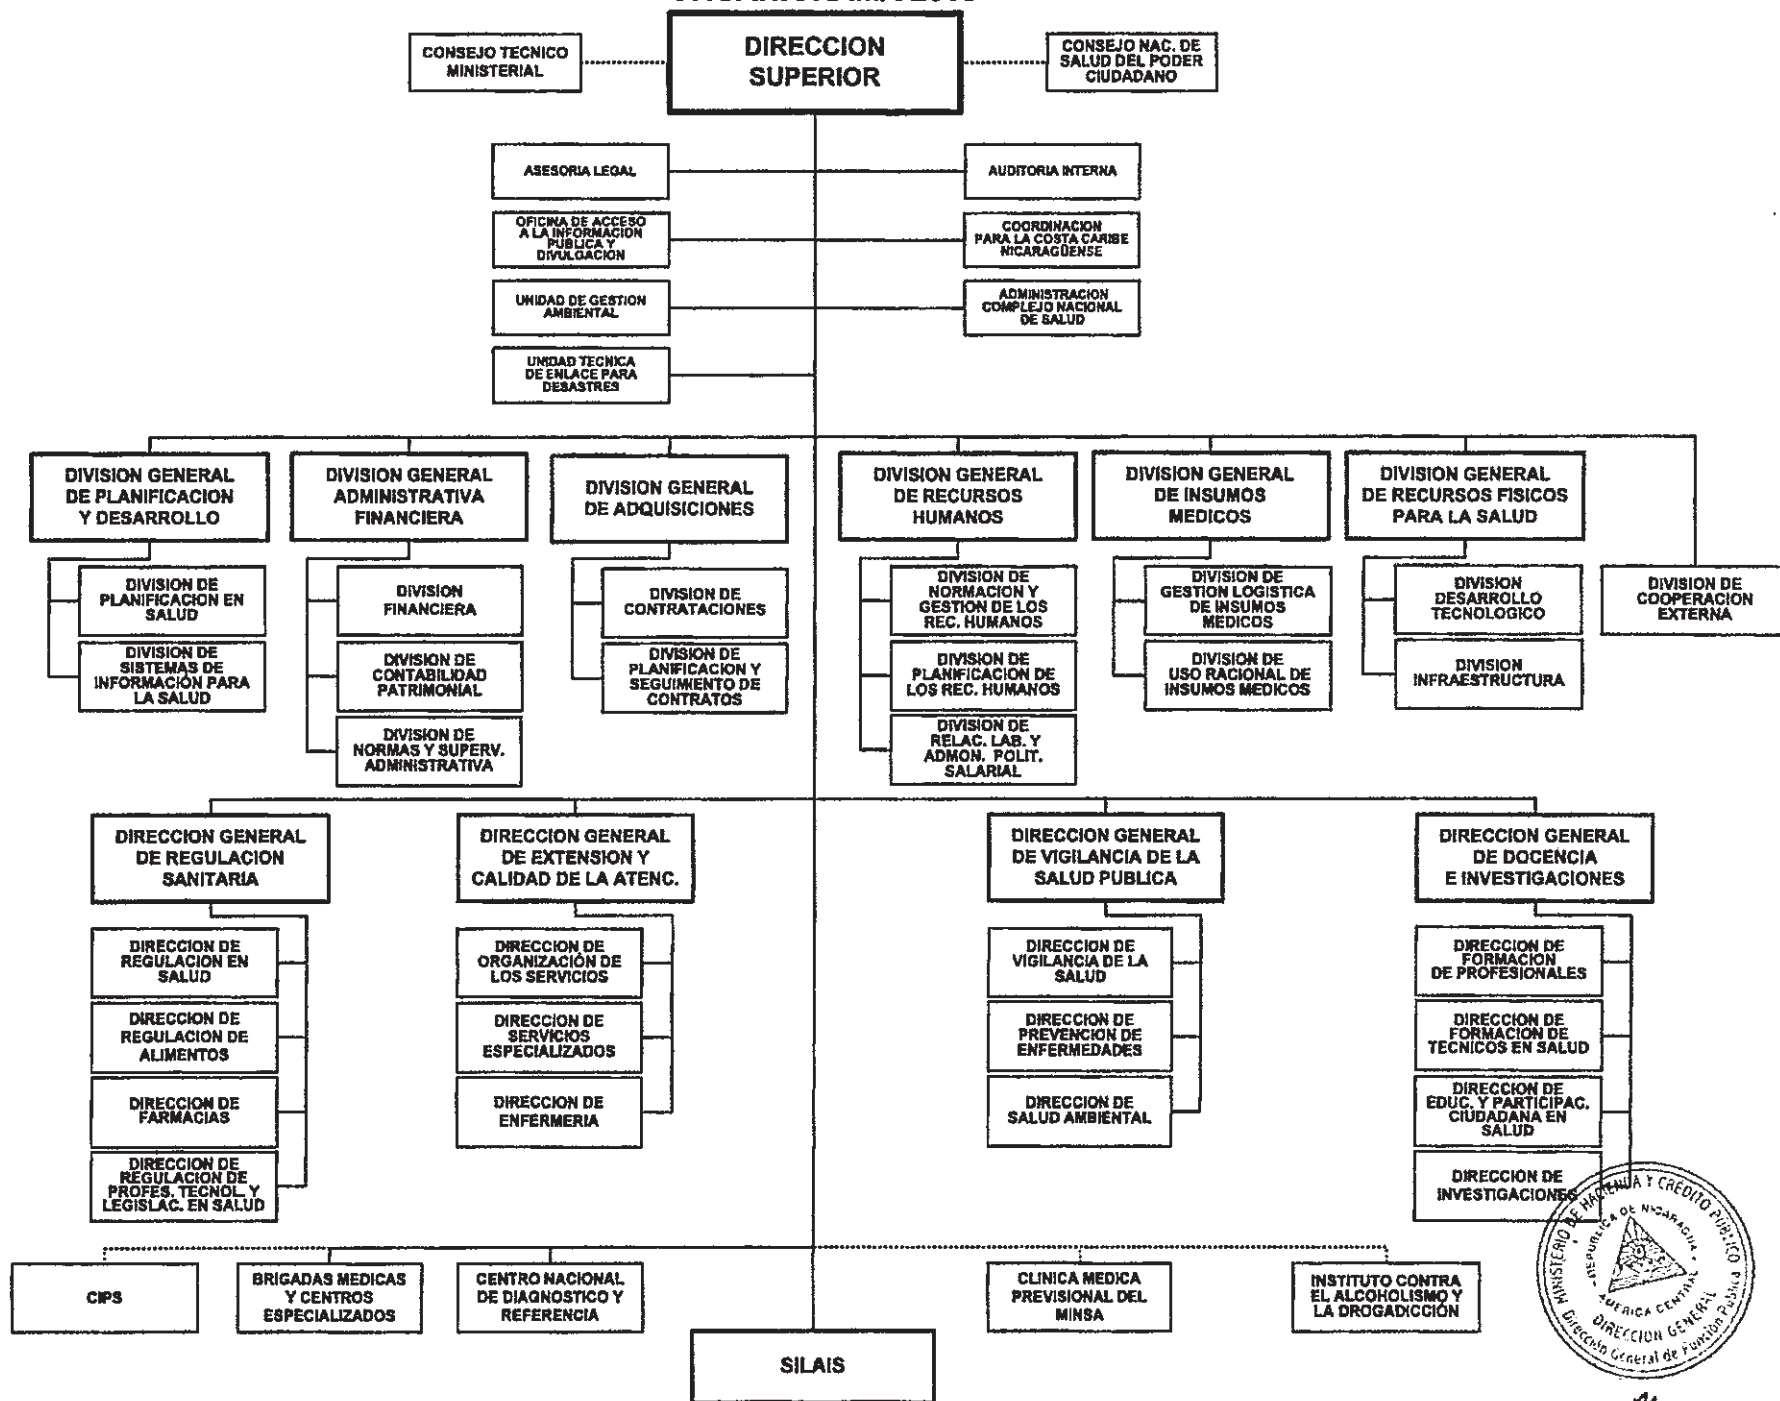 DIRECCION
SUPERIOR
CONSEJO TECNICO
MINISTERIAL
CONSEJO NAC. DE
SALUD DEL PODER
CIUDADANO
ASESORIA LEGAL
AUDITORIA INTERNA
OFICINA DE ACCESO
A LA INFORMACION
PUBLICA Y
DIVULGACION
COORDINACION
PARA LA COSTA CARIBE
NICARAGÜENSE
UNIDAD DE GESTION
AMBIENTAL
ADMINISTRACION
COMPLEJO NACIONAL
DE SALUD
UNIDAD TECNICA
DE ENLACE PARA
DESASTRES
DIVISION GENERAL
DE PLANIFICACION
Y DESARROLLO
DIVISION GENERAL
ADMINISTRATIVA
FINANCIERA
DIVISION GENERAL
DE ADQUISICIONES
DIVISION GENERAL
DE RECURSOS
HUMANOS
DIVISION GENERAL
DE INSUMOS
MEDICOS
DIVISION GENERAL
DE RECURSOS FISICOS
PARA LA SALUD
DIVISION DE
PLANIFICACION EN
SALUD
DIVISION
FINANCIERA
DIVISION DE
CONTRATACIONES
DIVISION DE
NORMACION Y
GESTION DE LOS
REC. HUMANOS
DIVISION DE
GESTION LOGISTICA
DE INSUMOS
MEDICOS
DIVISION
DESARROLLO
TECNOLOGICO
DIVISION DE
COOPERACION
EXTERNA
DIVISION DE
SISTEMAS DE
INFORMACIÓN PARA
LA SALUD
DIVISION DE
CONTABILIDAD
PATRIMONIAL
DIVISION DE
PLANIFICACION Y
SEGUIMIENTO DE
CONTRATOS
DIVISION DE
PLANIFICACION DE
LOS REC. HUMANOS
DIVISION DE
USO RACIONAL DE
INSUMOS MEDICOS
DIVISION
INFRAESTRUCTURA
DIVISION DE
NORMAS Y SUPERV.
ADMINISTRATIVA
DIVISION DE
RELAC. LAB. Y
ADMON. POLIT.
SALARIAL
DIRECCION GENERAL
DE REGULACION
SANITARIA
DIRECCION GENERAL
DE EXTENSION Y
CALIDAD DE LA ATENC.
DIRECCION GENERAL
DE VIGILANCIA DE LA
SALUD PUBLICA
DIRECCION GENERAL
DE DOCENCIA
E INVESTIGACIONES
DIRECCION DE
REGULACION EN
SALUD
DIRECCION DE
ORGANIZACIÓN DE
LOS SERVICIOS
DIRECCION DE
VIGILANCIA DE LA
SALUD
DIRECCION DE
FORMACION
DE PROFESIONALES
DIRECCION DE
REGULACION DE
ALIMENTOS
DIRECCION DE
SERVICIOS
ESPECIALIZADOS
DIRECCION DE
PREVENCION DE
ENFERMEDADES
DIRECCION DE
FORMACION DE
TECNICOS EN SALUD
DIRECCION DE
FARMACIAS
DIRECCION DE
ENFERMERIA
DIRECCION DE
SALUD AMBIENTAL
DIRECCION DE
EDUC. Y PARTICIPAC.
CIUDADANA EN
SALUD
DIRECCION DE
REGULACION DE
PROFES. TECNOL. Y
LEGISLAC. EN SALUD
DIRECCION DE
INVESTIGACIONES
CIPS
BRIGADAS MEDICAS
Y CENTROS
ESPECIALIZADOS
CENTRO NACIONAL
DE DIAGNOSTICO Y
REFERENCIA
CLINICA MEDICA
PREVISIONAL DEL
MINSA
INSTITUTO CONTRA
EL ALCOHOLISMO Y
LA DROGADICCIÓN
SILAIS
MINISTERIO DE HACIENDA Y CRÉDITO PÚBLICO
REPUBLICA DE NICARAGUA
AMERICA CENTRAL
DIRECCION GENERAL
Dirección General de Función Pública